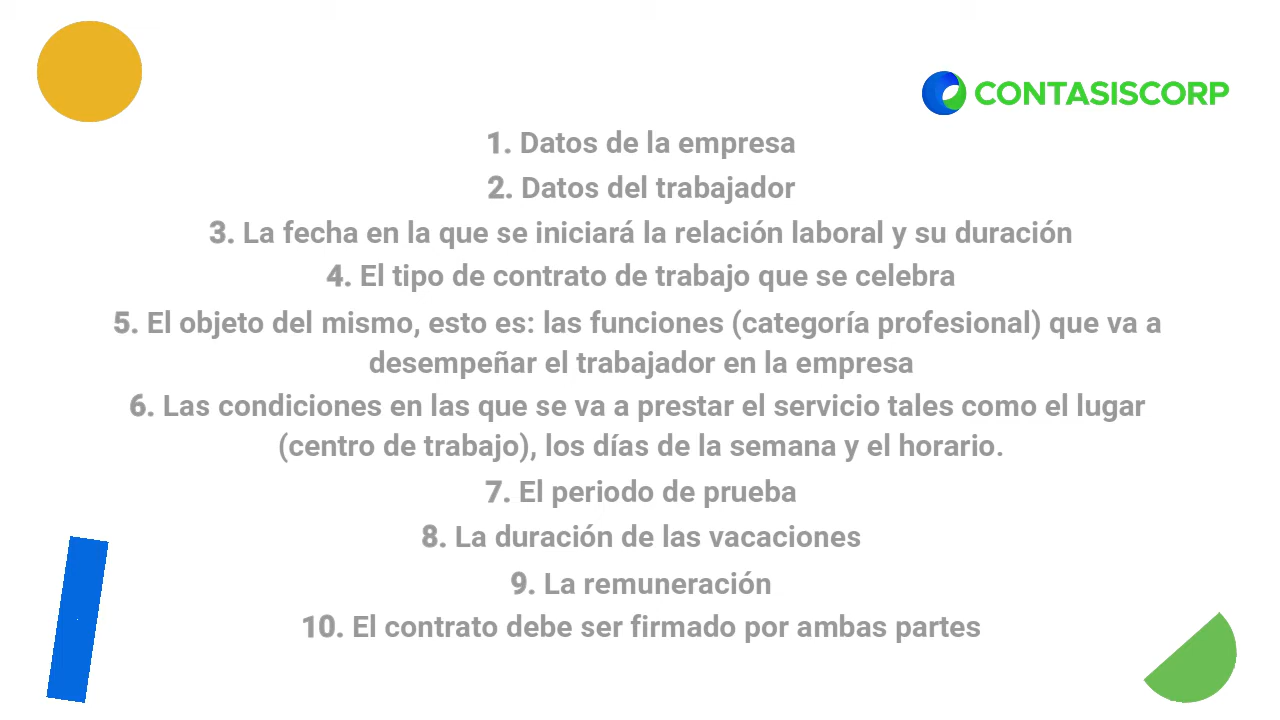 CONTASISCORP
1. Datos de la empresa
2. Datos del trabajador
3. La fecha en la que se iniciará la relación laboral y su duración
4. El tipo de contrato de trabajo que se celebra
5. El objeto del mismo, esto es: las funciones (categoría profesional) que va a
desempeñar el trabajador en la empresa
6. Las condiciones en las que se va a prestar el servicio tales como el lugar
(centro de trabajo), los días de la semana y el horario.
7. El periodo de prueba
8. La duración de las vacaciones
9. La remuneración
10. El contrato debe ser firmado por ambas partes